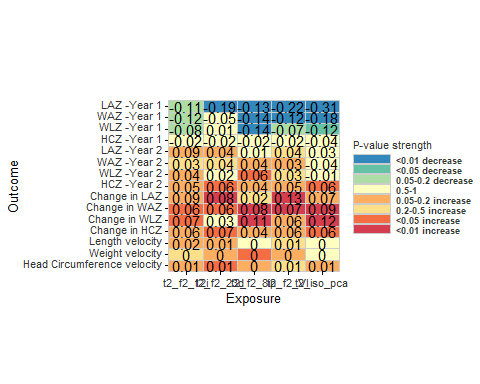 LAZ -Year 1 -0.11 -0.19 -0.13 -0.22 -0.31
WAZ -Year 1 -0.12 -0.05 -0.14 -0.12 -0.18
WLZ -Year 1 -0.08 0.01 -0.14 -0.07 -0.12
HCZ -Year 1 -0.02 -0.02 -0.02 -0.02 -0.04
LAZ -Year 2 0.09 0.04 0.01 0.04 0.03
WAZ -Year 2 0.03 0.04 0.04 0.03
WLZ -Year 2 0.04 0.02 0.06 0.03 -0.01
HCZ -Year 2 0.05 0.06 0.04 0.05 0.06
Change in LAZ 0.09 0.08 0.02 0.13 0.07
Change in WAZ 0.06 0.06 0.08 0.07 0.09
Change in WLZ 0.07 0.03 0.11 0.06 0.12
Change in HCZ 0.06 0.07 0.04 0.06 0.06
Length velocity 0.02 0.01 0 0.01 0
Weight velocity 0 0 0 0 0
Head Circumference velocity 0.01 0.01 0 0.01 0.01
Exposure
Outcome
P-value strength
<0.01 decrease
<0.05 decrease
0.05-0.2 decrease
0.5-1
0.05-0.2 increase
0.2-0.5 increase
<0.05 increase
<0.01 increase